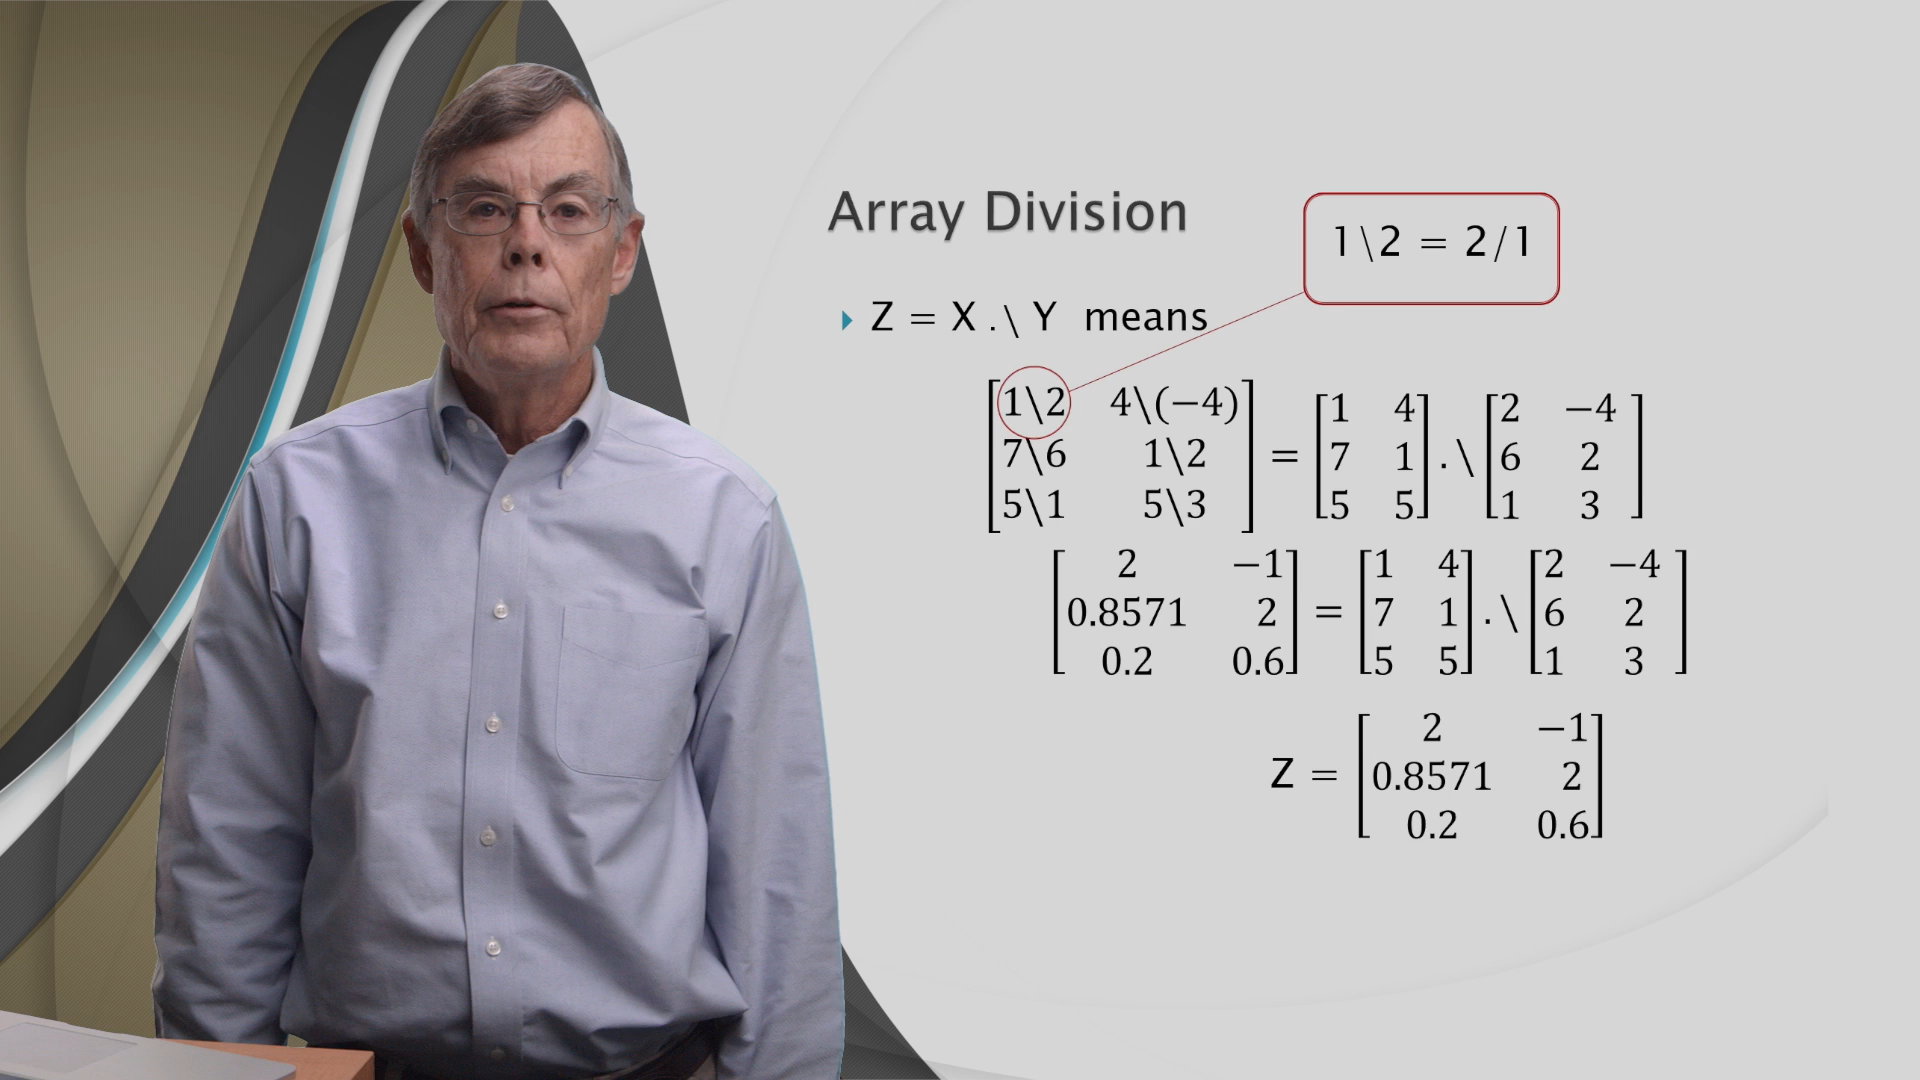 Array Division
1\2 = 2/1
Z = X .\ Y means
[1\2 4\(−4)
7\6 1\2
5\1 5\3] = [1 4
7 1
5 5] .\ [2 −4
6 2
1 3]
[2 −1
0.8571 2
0.2 0.6] = [1 4
7 1
5 5] .\ [2 −4
6 2
1 3]
Z = [2 −1
0.8571 2
0.2 0.6]